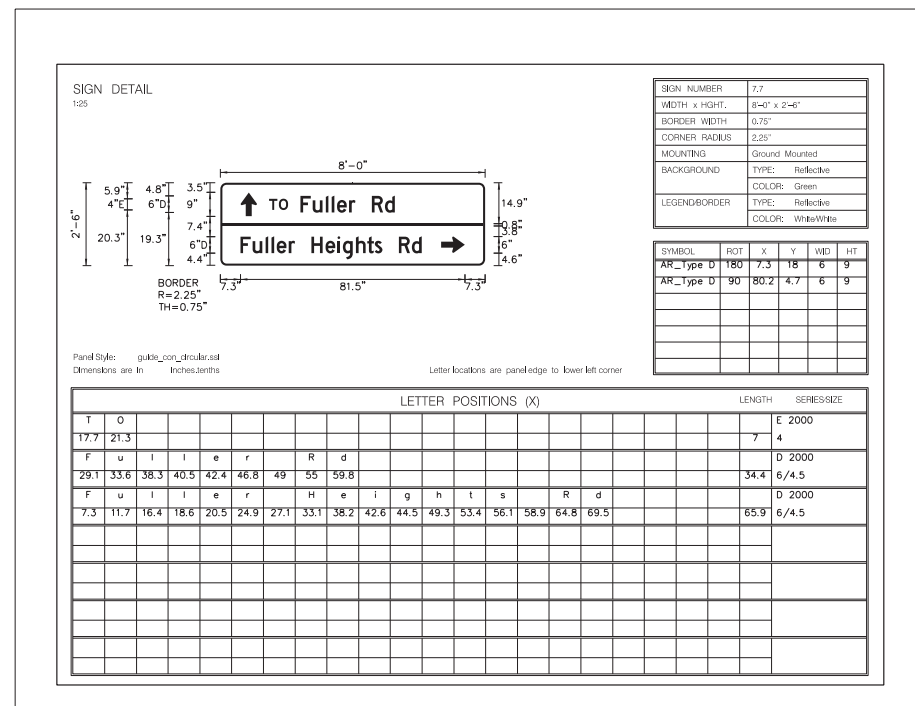 SIGN DETAIL
1:25
SIGN NUMBER 7.7
WIDTH x HGHT. 8'-0" x 2'-6"
BORDER WIDTH 0.75"
CORNER RADIUS 2.25"
MOUNTING Ground Mounted
BACKGROUND TYPE: Reflective
COLOR: Green
LEGEND/BORDER TYPE: Reflective
COLOR: White/White
8'-0"
2'-6"
5.9" 4.8" 3.5"
4"E 6"D 9"
20.3" 19.3" 7.4"
6"D
4.4"
TO Fuller Rd
Fuller Heights Rd
14.9"
0.8"
3.8"
6"
4.6"
7.3" 81.5" 7.3"
BORDER
R=2.25"
TH=0.75"
SYMBOL ROT X Y WID HT
AR_Type D 180 7.3 18 6 9
AR_Type D 90 80.2 4.7 6 9
Panel Style: guide_con_circular.ssi
Dimensions are in inches.tenths
Letter locations are panel edge to lower left corner
LETTER POSITIONS (X) LENGTH SERIES/SIZE
T O E 2000
17.7 21.3 7 4
F u l l e r R d D 2000
29.1 33.6 38.3 40.5 42.4 46.8 49 55 59.8 34.4 6/4.5
F u l l e r H e i g h t s R d D 2000
7.3 11.7 16.4 18.6 20.5 24.9 27.1 33.1 38.2 42.6 44.5 49.3 53.4 56.1 58.9 64.8 69.5 65.9 6/4.5